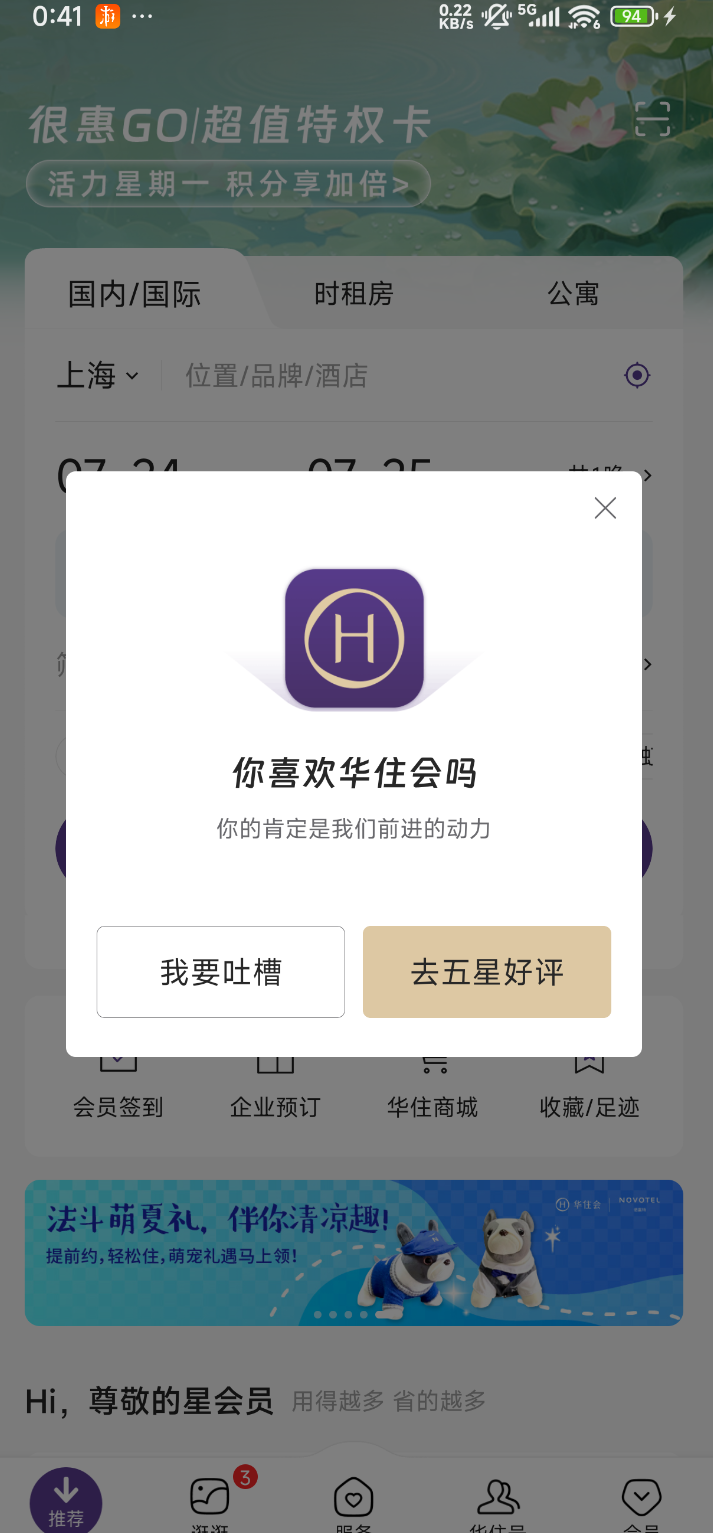 0:41
0.22 KB/s
5G
6
94
很惠GO|超值特权卡
活力星期一 积分享加倍>
国内/国际
时租房
公寓
上海
位置/品牌/酒店
07 24
07 25
共1晚
H
你喜欢华住会吗
你的肯定是我们前进的动力
我要吐槽
去五星好评
会员签到
企业预订
华住商城
收藏/足迹
法斗萌夏礼，伴你清凉趣！
提前约，轻松住，萌宠礼遇马上领！
华住会
NOVOTEL
Hi，尊敬的星会员
用得越多 省的越多
3
推荐
逛逛
服务
华住号
会员